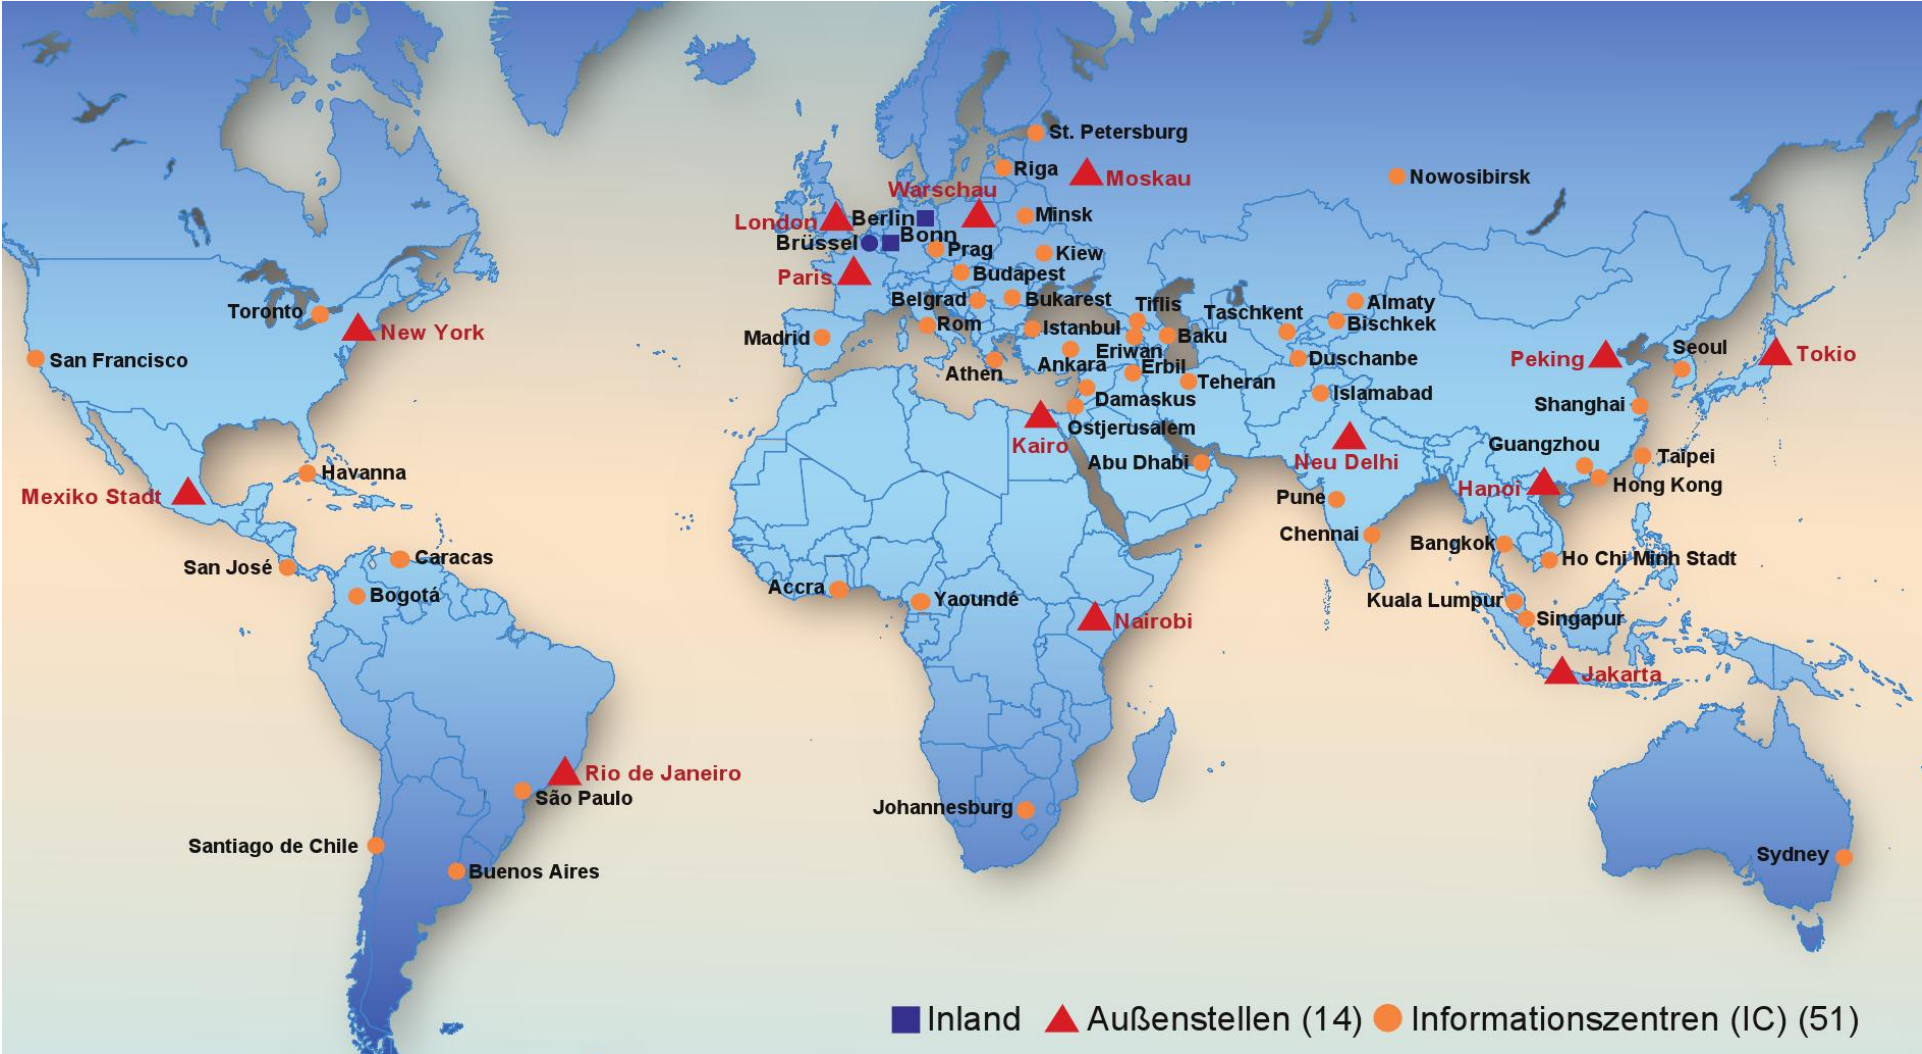 St. Petersburg
Riga
Moskau
Nowosibirsk
Warschau
London
Berlin
Minsk
Brüssel
Bonn
Prag
Kiew
Paris
Budapest
Belgrad
Bukarest
Tiflis
Taschkent
Almaty
Toronto
New York
Madrid
Rom
Istanbul
Baku
Bischkek
San Francisco
Eriwan
Athen
Ankara
Erbil
Duschanbe
Peking
Seoul
Tokio
Teheran
Damaskus
Islamabad
Shanghai
Ostjerusalem
Kairo
Guangzhou
Taipei
Havanna
Abu Dhabi
Neu Delhi
Hanoi
Hong Kong
Mexiko Stadt
Pune
Chennai
Bangkok
Ho Chi Minh Stadt
San José
Caracas
Bogotá
Accra
Yaoundé
Nairobi
Kuala Lumpur
Singapur
Jakarta
Rio de Janeiro
São Paulo
Johannesburg
Santiago de Chile
Buenos Aires
Sydney
Inland Außenstellen (14) Informationszentren (IC) (51)